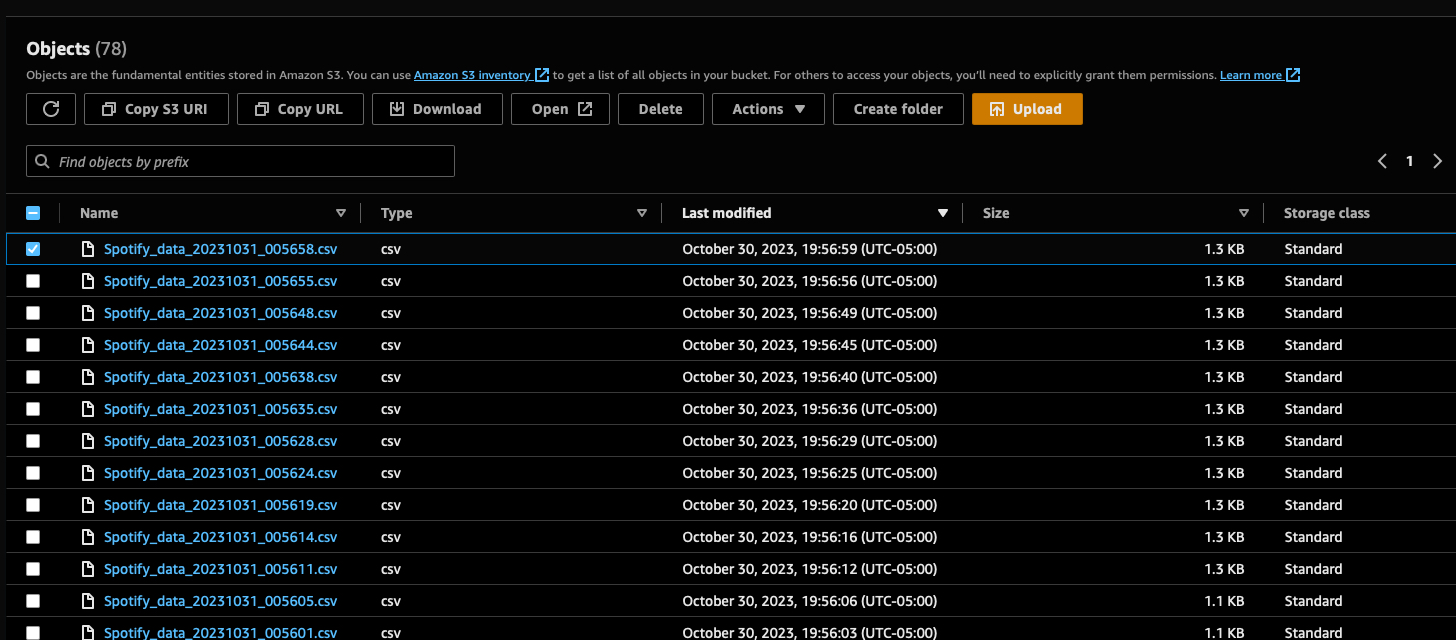 Objects (78)
Objects are the fundamental entities stored in Amazon S3. You can use Amazon S3 inventory to get a list of all objects in your bucket. For others to access your objects, you'll need to explicitly grant them permissions. Learn more
Copy S3 URI Copy URL Download Open Delete Actions Create folder Upload
Find objects by prefix 1
Name Type Last modified Size Storage class
Spotify_data_20231031_005658.csv csv October 30, 2023, 19:56:59 (UTC-05:00) 1.3 KB Standard
Spotify_data_20231031_005655.csv csv October 30, 2023, 19:56:56 (UTC-05:00) 1.3 KB Standard
Spotify_data_20231031_005648.csv csv October 30, 2023, 19:56:49 (UTC-05:00) 1.3 KB Standard
Spotify_data_20231031_005644.csv csv October 30, 2023, 19:56:45 (UTC-05:00) 1.3 KB Standard
Spotify_data_20231031_005638.csv csv October 30, 2023, 19:56:40 (UTC-05:00) 1.3 KB Standard
Spotify_data_20231031_005635.csv csv October 30, 2023, 19:56:36 (UTC-05:00) 1.3 KB Standard
Spotify_data_20231031_005628.csv csv October 30, 2023, 19:56:29 (UTC-05:00) 1.3 KB Standard
Spotify_data_20231031_005624.csv csv October 30, 2023, 19:56:25 (UTC-05:00) 1.3 KB Standard
Spotify_data_20231031_005619.csv csv October 30, 2023, 19:56:20 (UTC-05:00) 1.3 KB Standard
Spotify_data_20231031_005614.csv csv October 30, 2023, 19:56:16 (UTC-05:00) 1.3 KB Standard
Spotify_data_20231031_005611.csv csv October 30, 2023, 19:56:12 (UTC-05:00) 1.3 KB Standard
Spotify_data_20231031_005605.csv csv October 30, 2023, 19:56:06 (UTC-05:00) 1.1 KB Standard
Spotify_data_20231031_005601.csv csv October 30, 2023, 19:56:03 (UTC-05:00) 1.1 KB Standard